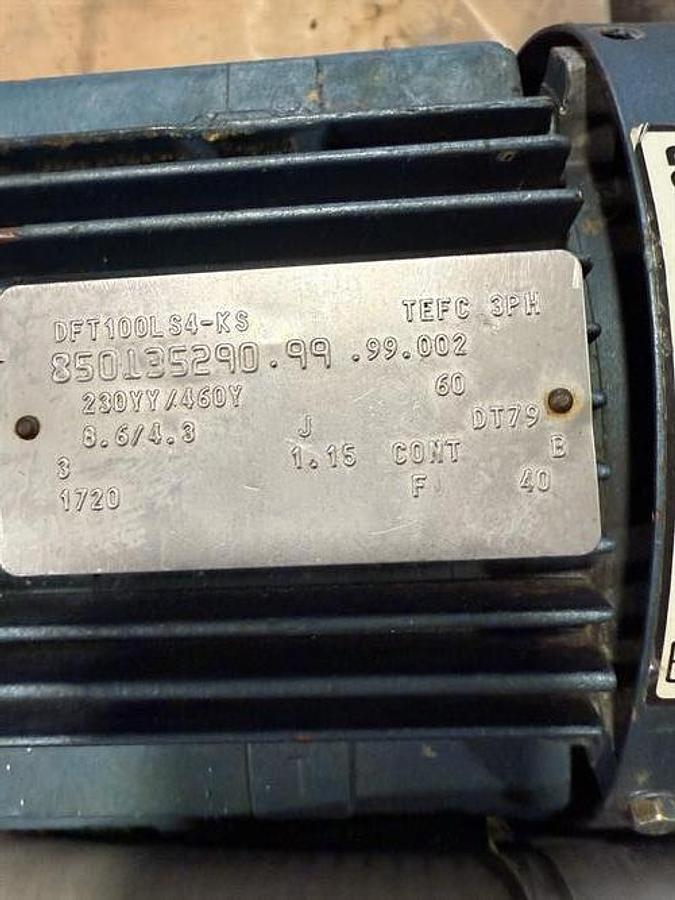 DFT100LS4-KS TEFC 3PH
850135290.99.99.002
230YY/460Y 60
8.6/4.3 J DT79
3 1.15 CONT B
1720 F 40